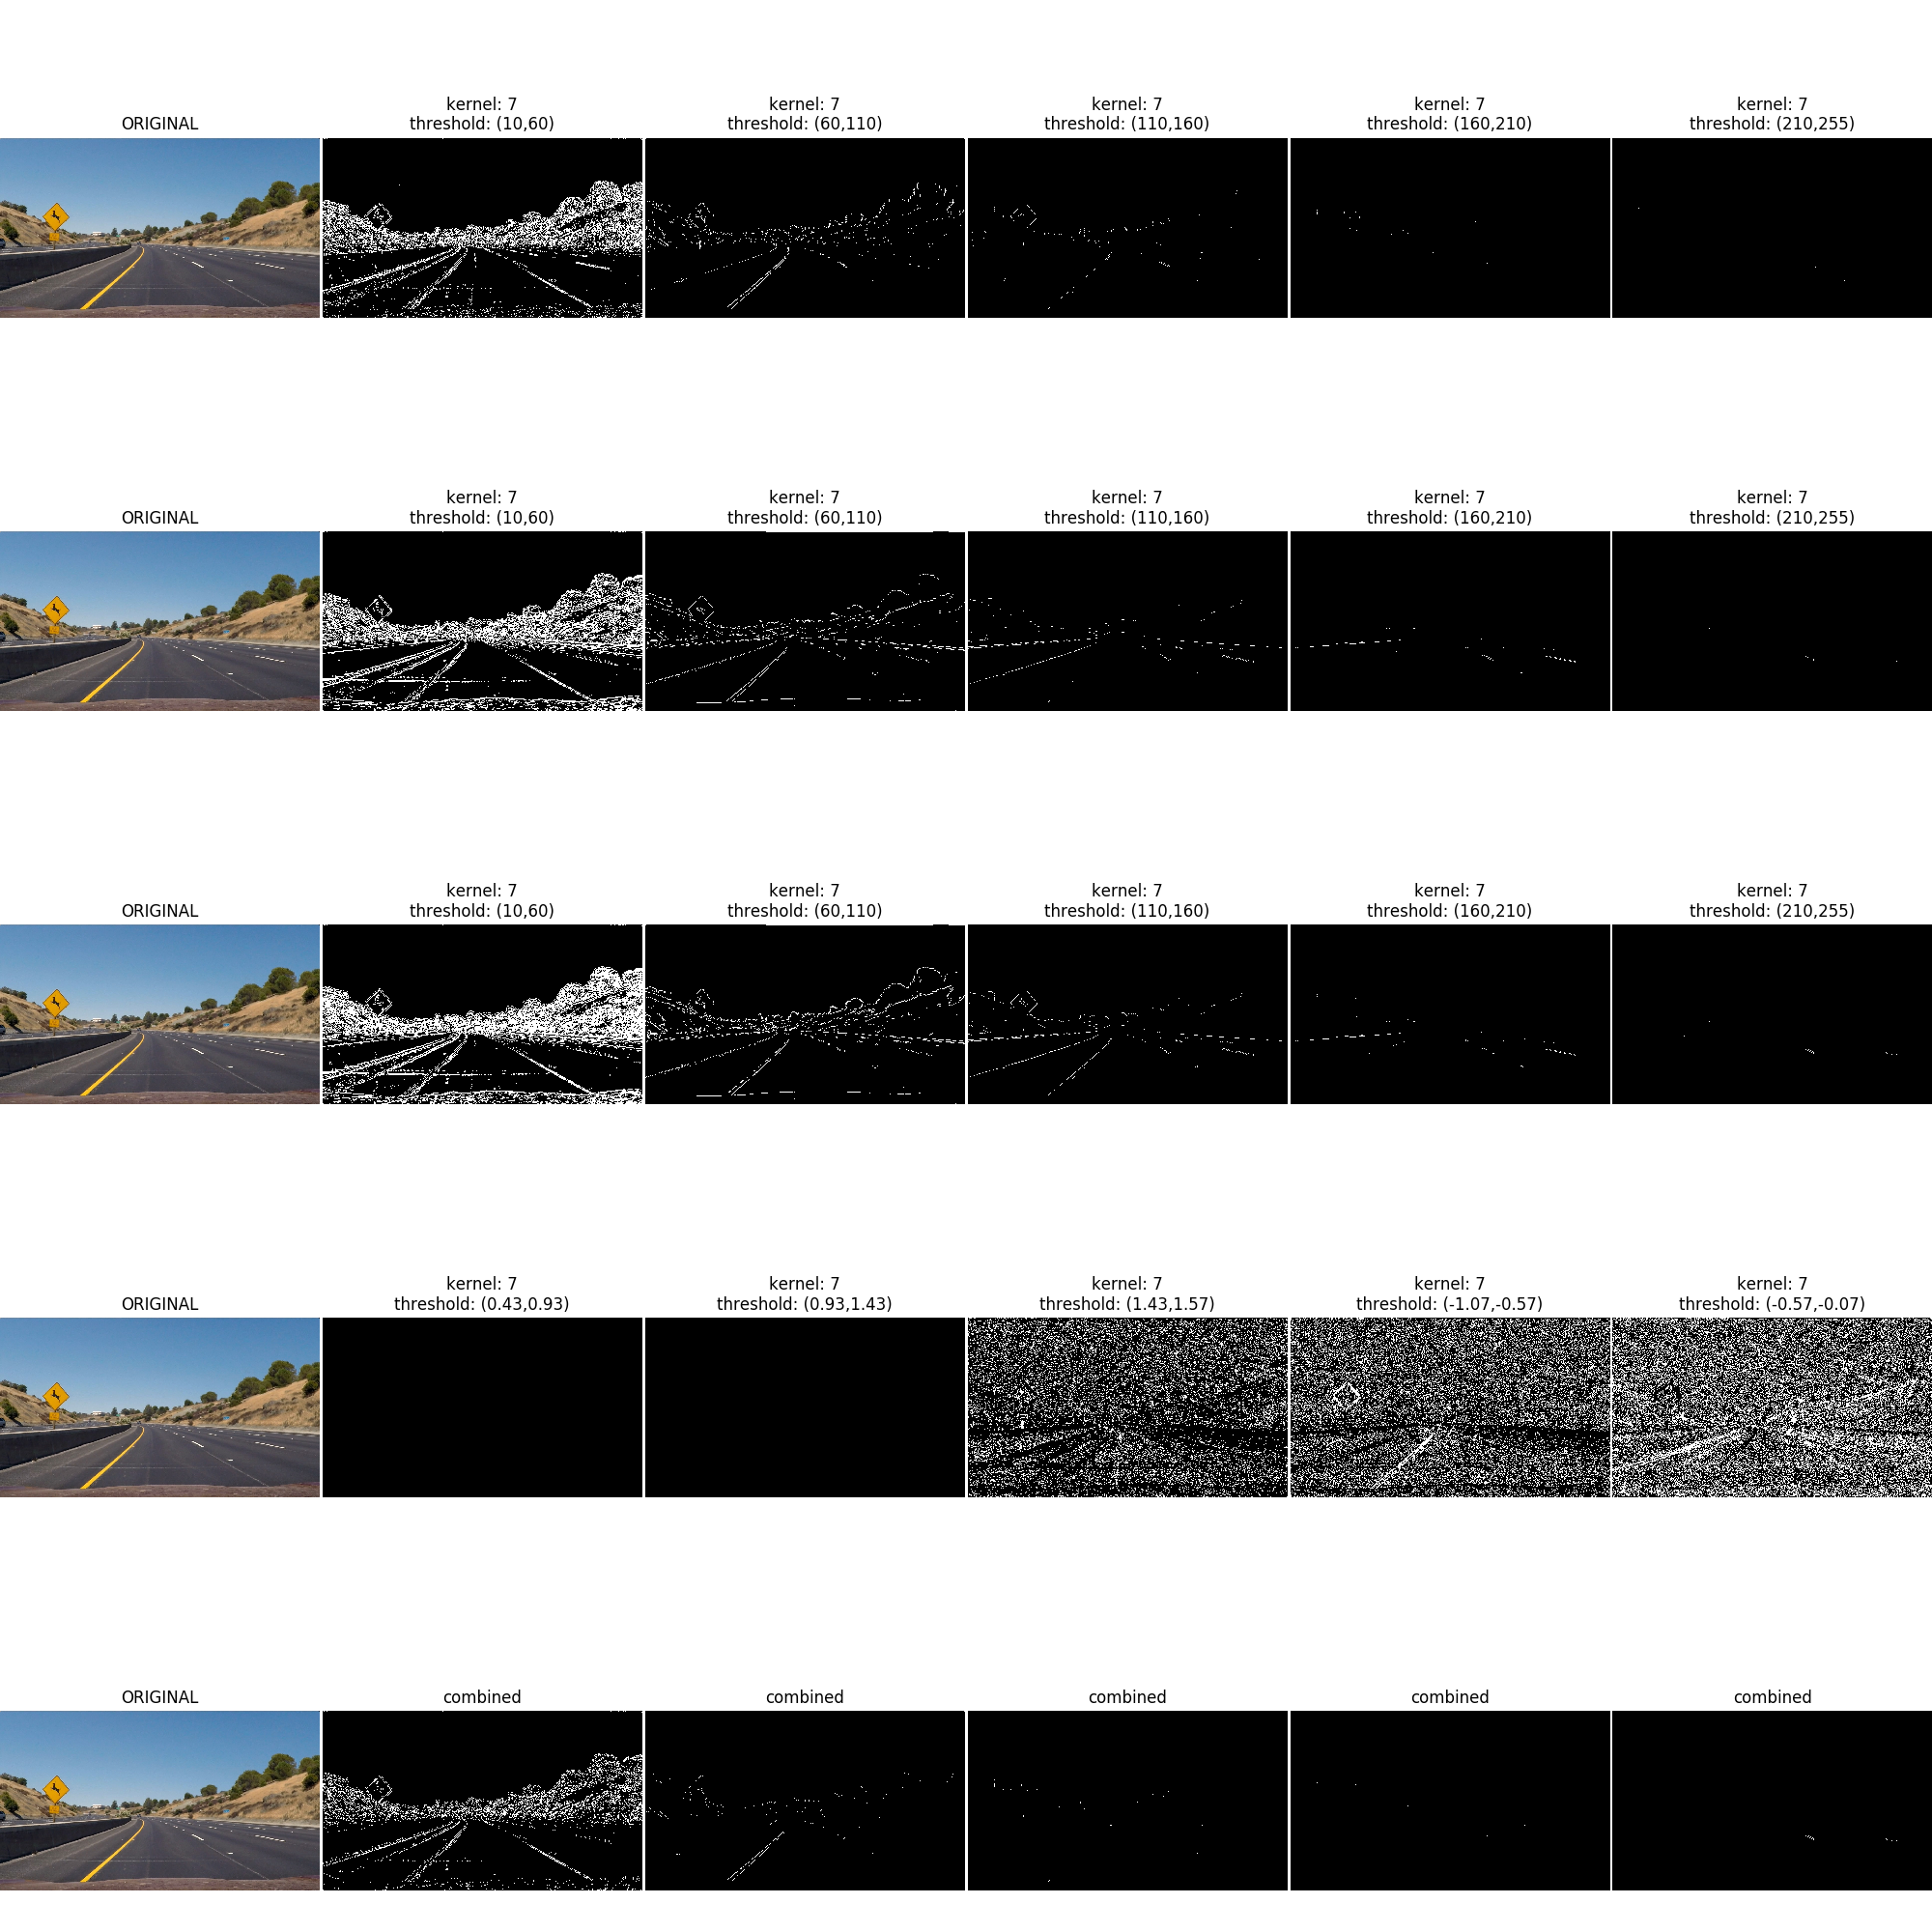 kernel: 7
kernel: 7
kernel: 7
kernel: 7
kernel: 7
ORIGINAL
threshold: (10,60)
threshold: (60,110)
threshold: (110,160)
threshold: (160,210)
threshold: (210,255)
kernel: 7
kernel: 7
kernel: 7
kernel: 7
kernel: 7
ORIGINAL
threshold: (10,60)
threshold: (60,110)
threshold: (110,160)
threshold: (160,210)
threshold: (210,255)
kernel: 7
kernel: 7
kernel: 7
kernel: 7
kernel: 7
ORIGINAL
threshold: (10,60)
threshold: (60,110)
threshold: (110,160)
threshold: (160,210)
threshold: (210,255)
kernel: 7
kernel: 7
kernel: 7
kernel: 7
kernel: 7
ORIGINAL
threshold: (0.43,0.93)
threshold: (0.93,1.43)
threshold: (1.43,1.57)
threshold: (-1.07,-0.57)
threshold: (-0.57,-0.07)
ORIGINAL
combined
combined
combined
combined
combined